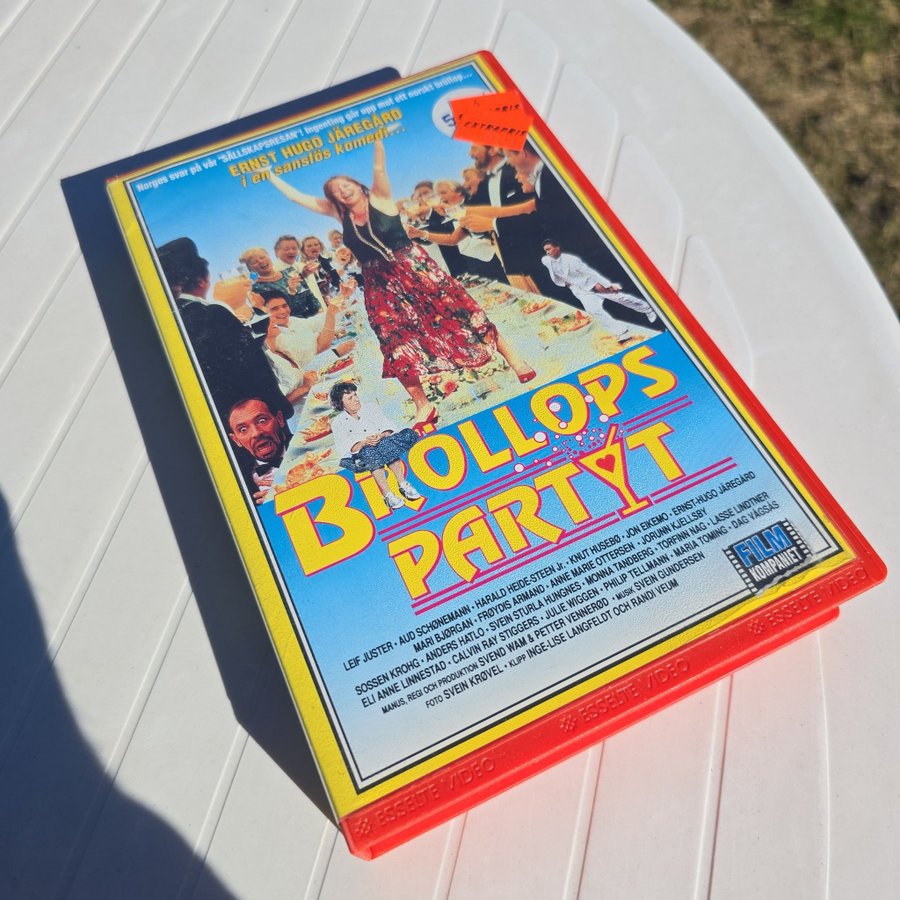 Norges svar på vår "SÄLLSKAPSRESAN"! Ingenting går upp mot ett norskt bröllop...
ERNST HUGO JÄREGÅRD
i en sanslös komedi...
EXTRAPRIS
BRÖLLOPS
PARTYT
LEIF JUSTER · AUD SCHØNEMANN · HARALD HEIDE-STEEN Jr. · KNUT HUSEBØ · JON EIKEMO · ERNST-HUGO JÄREGÅRD
MARI BJØRGAN · FRØYDIS ARMAND · ANNE MARIE OTTERSEN · JORUNN KJELLSBY
SOSSEN KROHG · ANDERS HATLO · SVEIN STURLA HUNGNES · MONNA TANDBERG · TORFINN NAG · LASSE LINDTNER
ELI ANNE LINNESTAD · CALVIN RAY STIGGERS · JULIE WIGGEN · PHILIP TELLMANN · MARIA TOMING · DAG VÅGSÅS
MANUS, REGI OCH PRODUKTION SVEND WAM & PETTER VENNERØD · MUSIK SVEIN GUNDERSEN
FOTO SVEIN KRØVEL · KLIPP INGE-LISE LANGFELDT OCH RANDI VEUM
FILM
KOMPANIET
ESSELTE VIDEO
ESSELTE VIDEO
ESSELTE VIDEO